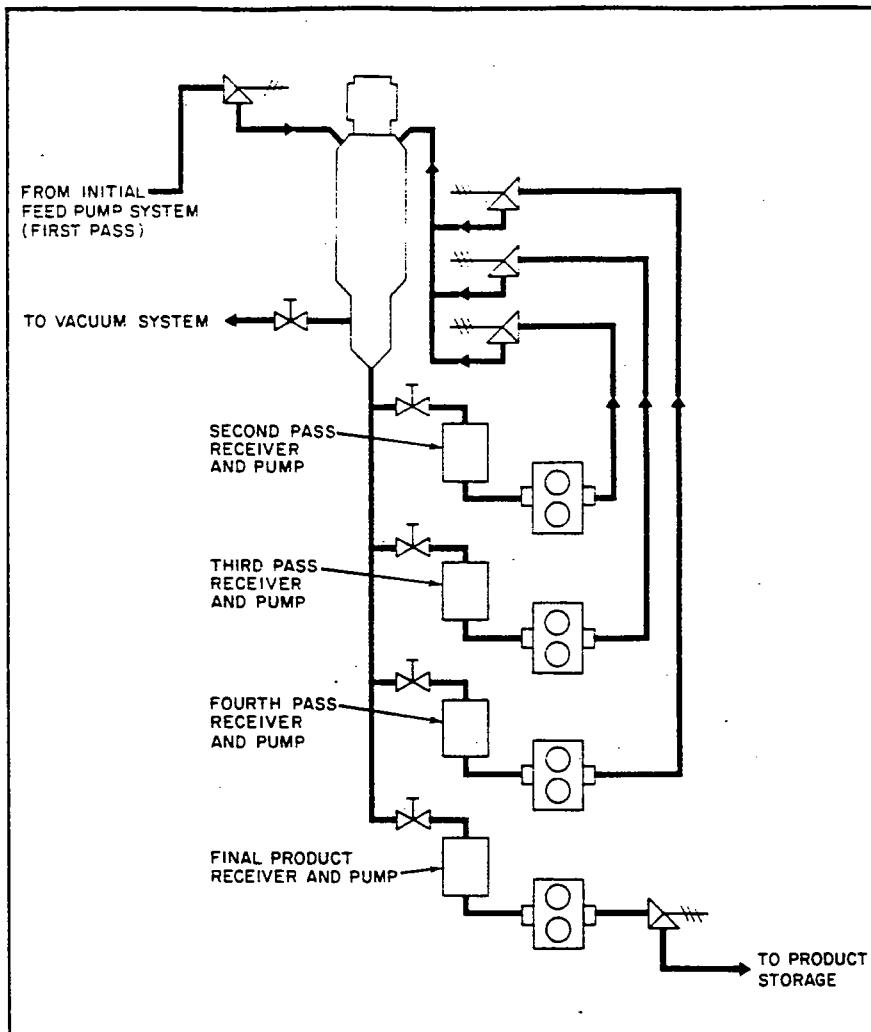 FROM INITIAL
FEED PUMP SYSTEM
(FIRST PASS)
TO VACUUM SYSTEM
SECOND PASS
RECEIVER
AND PUMP
THIRD PASS
RECEIVER
AND PUMP
FOURTH PASS
RECEIVER
AND PUMP
FINAL PRODUCT
RECEIVER AND PUMP
TO PRODUCT
STORAGE